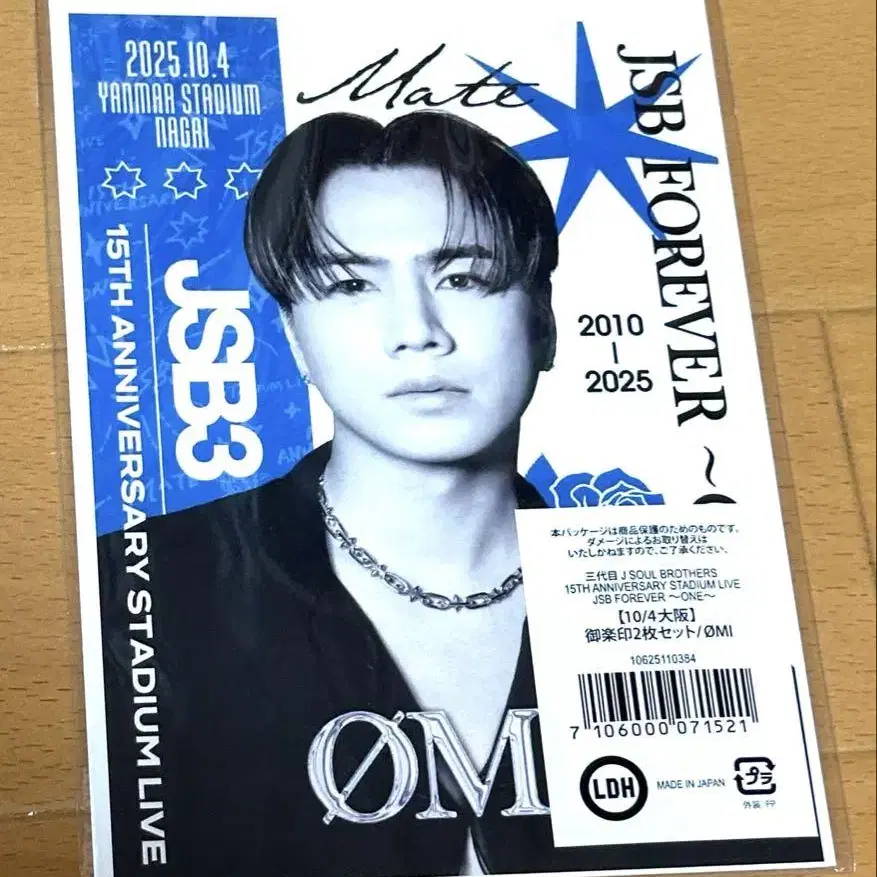 2025.10.4
YANMAR STADIUM
NAGAI
Mate
JSB FOREVER ~
JSB3
15TH ANNIVERSARY STADIUM LIVE
2010
–
2025
本パッケージは商品保護のためのものです。
ダメージによるお取り替えは
いたしかねますので、ご了承ください。
三代目 J SOUL BROTHERS
15TH ANNIVERSARY STADIUM LIVE
JSB FOREVER ～ONE～
【10/4大阪】
御楽印2枚セット/ØMI
10625110384
7 106000 071521
LDH
MADE IN JAPAN
プラ
外装 PP
ØM